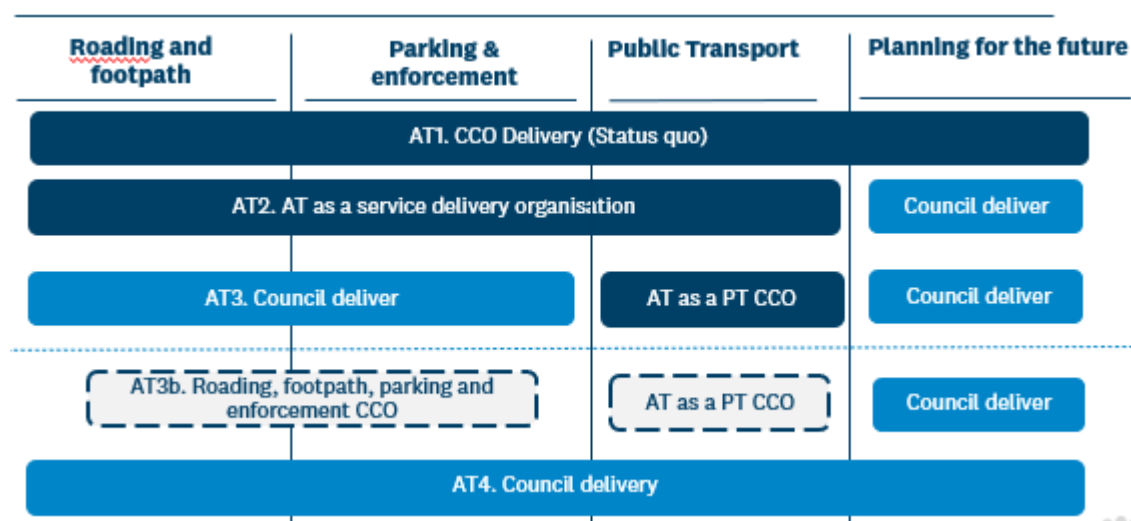 Roading and
footpath
Parking &
enforcement
Public Transport
Planning for the future
AT1. CCO Delivery (Status quo)
AT2. AT as a service delivery organisation
Council deliver
AT3. Council deliver
AT as a PT CCO
Council deliver
AT3b. Roading, footpath, parking and
enforcement CCO
AT as a PT CCO
Council deliver
AT4. Council delivery